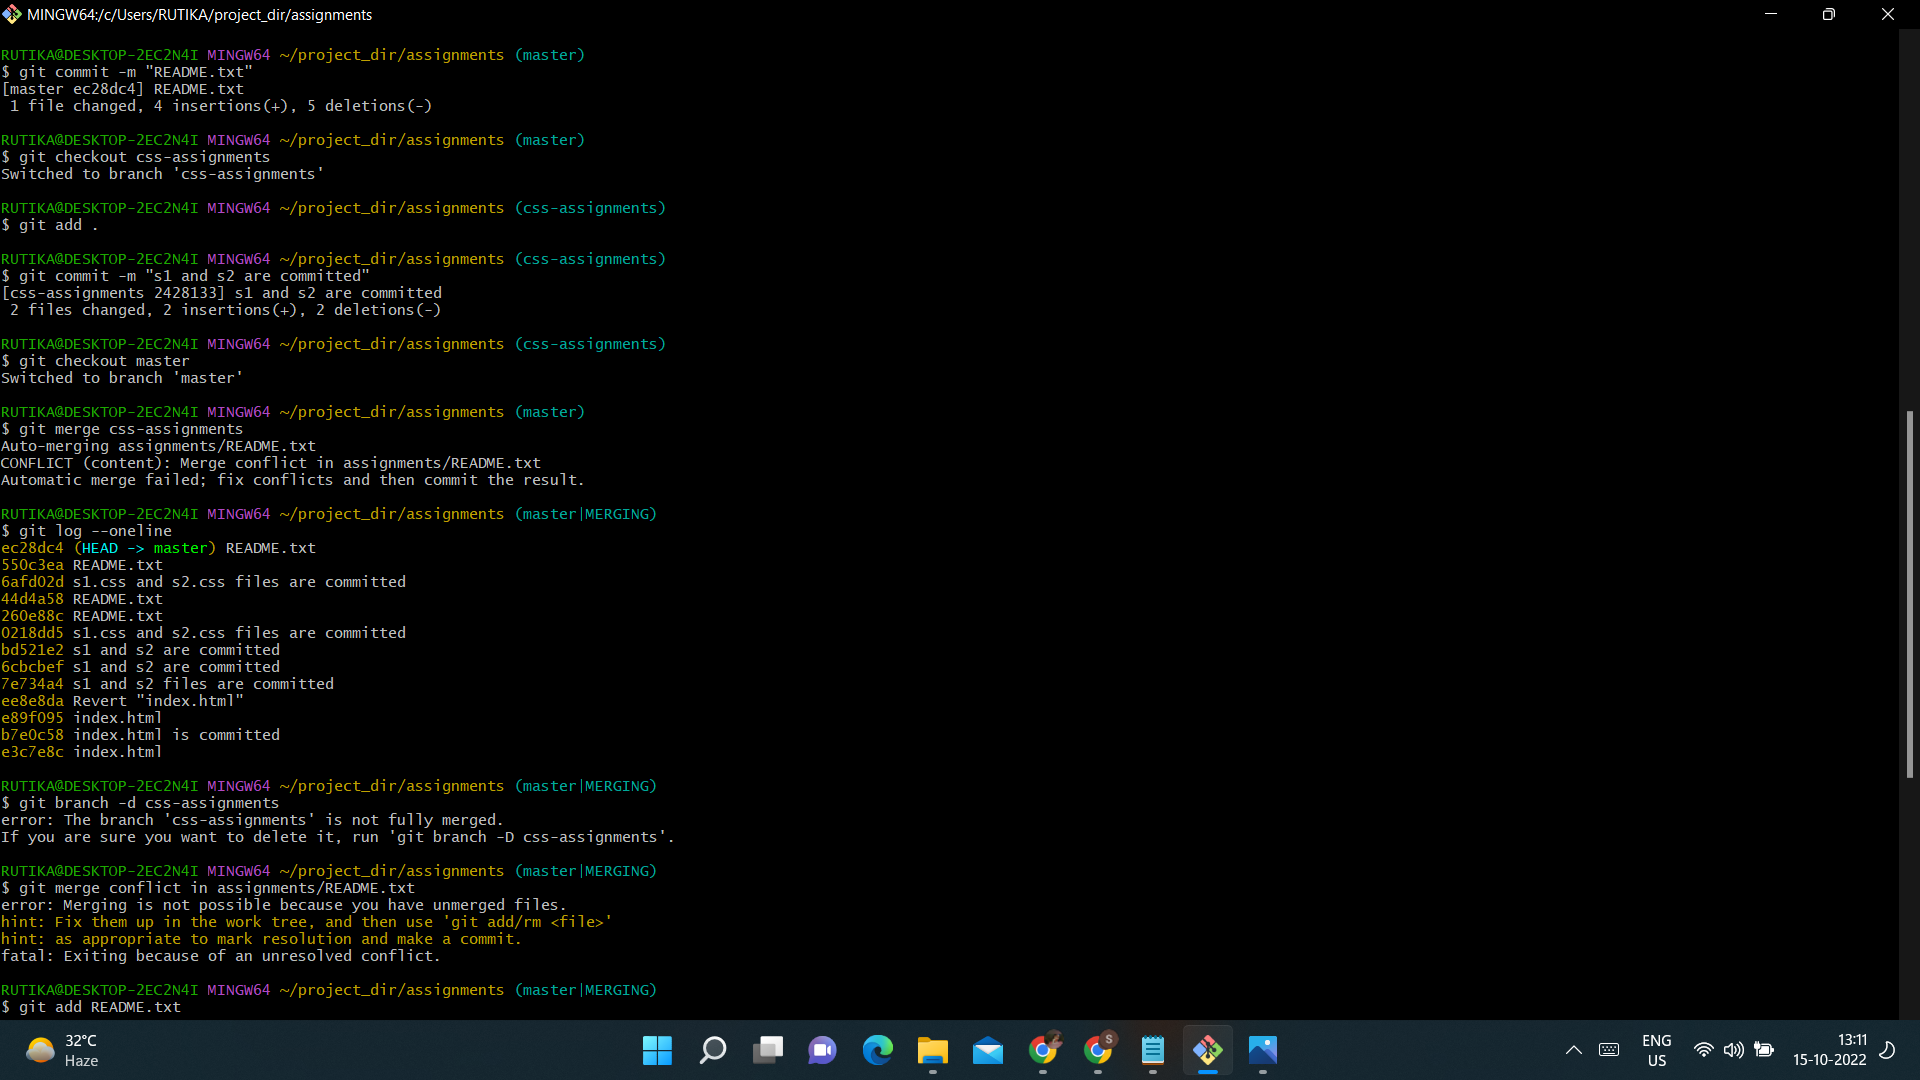 MINGW64:/c/Users/RUTIKA/project_dir/assignments
RUTIKA@DESKTOP-2EC2N4I MINGW64 ~/project_dir/assignments (master)
$ git commit -m "README.txt"
[master ec28dc4] README.txt
 1 file changed, 4 insertions(+), 5 deletions(-)
RUTIKA@DESKTOP-2EC2N4I MINGW64 ~/project_dir/assignments (master)
$ git checkout css-assignments
Switched to branch 'css-assignments'
RUTIKA@DESKTOP-2EC2N4I MINGW64 ~/project_dir/assignments (css-assignments)
$ git add .
RUTIKA@DESKTOP-2EC2N4I MINGW64 ~/project_dir/assignments (css-assignments)
$ git commit -m "s1 and s2 are committed"
[css-assignments 2428133] s1 and s2 are committed
 2 files changed, 2 insertions(+), 2 deletions(-)
RUTIKA@DESKTOP-2EC2N4I MINGW64 ~/project_dir/assignments (css-assignments)
$ git checkout master
Switched to branch 'master'
RUTIKA@DESKTOP-2EC2N4I MINGW64 ~/project_dir/assignments (master)
$ git merge css-assignments
Auto-merging assignments/README.txt
CONFLICT (content): Merge conflict in assignments/README.txt
Automatic merge failed; fix conflicts and then commit the result.
RUTIKA@DESKTOP-2EC2N4I MINGW64 ~/project_dir/assignments (master|MERGING)
$ git log --oneline
ec28dc4 (HEAD -> master) README.txt
550c3ea README.txt
6afd02d s1.css and s2.css files are committed
44d4a58 README.txt
260e88c README.txt
0218dd5 s1.css and s2.css files are committed
bd521e2 s1 and s2 are committed
6cbcbef s1 and s2 are committed
7e734a4 s1 and s2 files are committed
ee8e8da Revert "index.html"
e89f095 index.html
b7e0c58 index.html is committed
e3c7e8c index.html
RUTIKA@DESKTOP-2EC2N4I MINGW64 ~/project_dir/assignments (master|MERGING)
$ git branch -d css-assignments
error: The branch 'css-assignments' is not fully merged.
If you are sure you want to delete it, run 'git branch -D css-assignments'.
RUTIKA@DESKTOP-2EC2N4I MINGW64 ~/project_dir/assignments (master|MERGING)
$ git merge conflict in assignments/README.txt
error: Merging is not possible because you have unmerged files.
hint: Fix them up in the work tree, and then use 'git add/rm <file>'
hint: as appropriate to mark resolution and make a commit.
fatal: Exiting because of an unresolved conflict.
RUTIKA@DESKTOP-2EC2N4I MINGW64 ~/project_dir/assignments (master|MERGING)
$ git add README.txt
32°C
Haze
S
ENG
US
13:11
15-10-2022